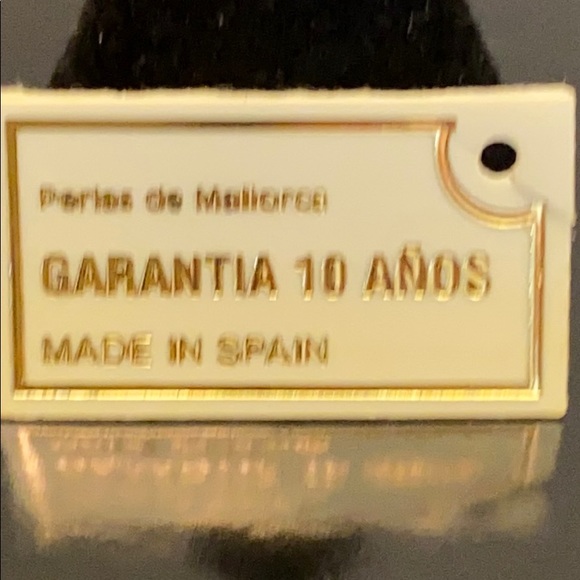 Perlas de Mallorca
GARANTIA 10 AÑOS
MADE IN SPAIN